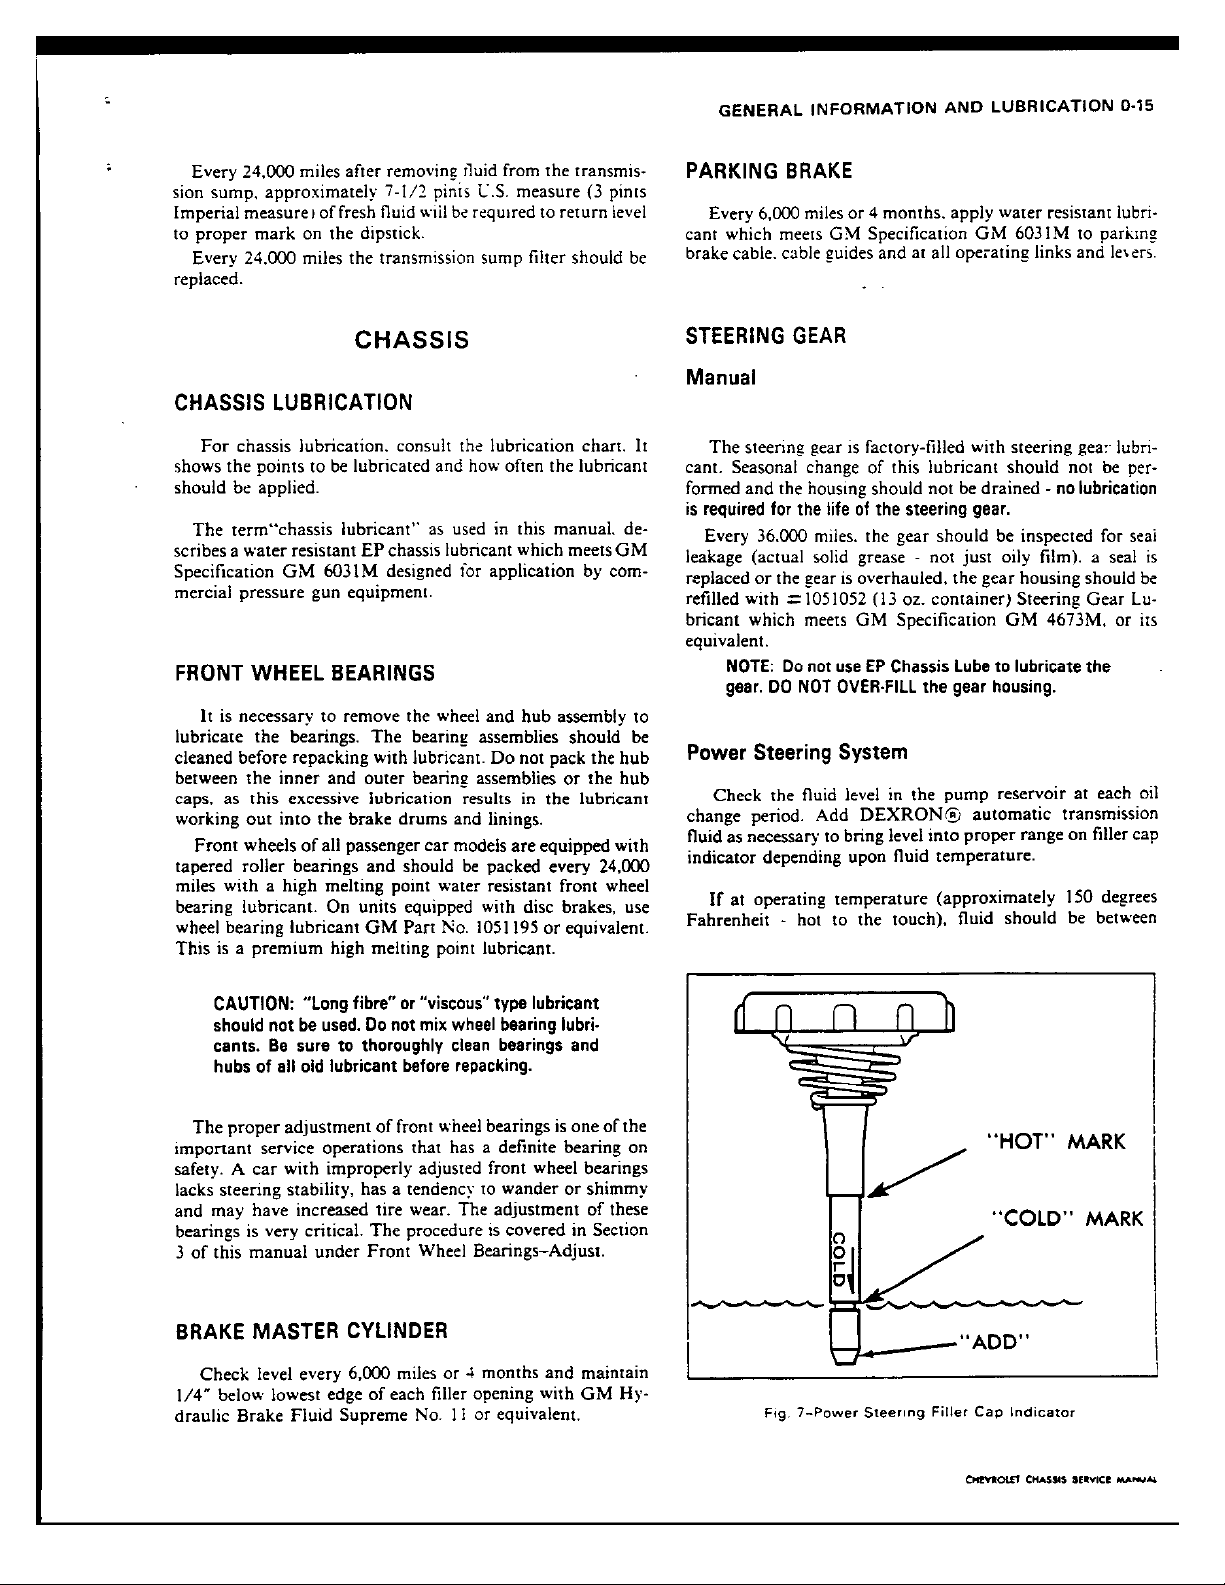 GENERAL INFORMATION AND LUBRICATION 0-15
Every 24,000 miles after removing fluid from the transmis-
sion sump, approximately 7-1/2 pints U.S. measure (3 pints
Imperial measure) of fresh fluid will be required to return level
to proper mark on the dipstick.
Every 24,000 miles the transmission sump filter should be
replaced.
CHASSIS
CHASSIS LUBRICATION
For chassis lubrication, consult the lubrication chart. It
shows the points to be lubricated and how often the lubricant
should be applied.
The term "chassis lubricant" as used in this manual, de-
scribes a water resistant EP chassis lubricant which meets GM
Specification GM 6031M designed for application by com-
mercial pressure gun equipment.
FRONT WHEEL BEARINGS
It is necessary to remove the wheel and hub assembly to
lubricate the bearings. The bearing assemblies should be
cleaned before repacking with lubricant. Do not pack the hub
between the inner and outer bearing assemblies or the hub
caps, as this excessive lubrication results in the lubricant
working out into the brake drums and linings.
Front wheels of all passenger car models are equipped with
tapered roller bearings and should be packed every 24,000
miles with a high melting point water resistant front wheel
bearing lubricant. On units equipped with disc brakes, use
wheel bearing lubricant GM Part No. 1051195 or equivalent.
This is a premium high melting point lubricant.
CAUTION: "Long fibre" or "viscous" type lubricant
should not be used. Do not mix wheel bearing lubri-
cants. Be sure to thoroughly clean bearings and
hubs of all old lubricant before repacking.
The proper adjustment of front wheel bearings is one of the
important service operations that has a definite bearing on
safety. A car with improperly adjusted front wheel bearings
lacks steering stability, has a tendency to wander or shimmy
and may have increased tire wear. The adjustment of these
bearings is very critical. The procedure is covered in Section
3 of this manual under Front Wheel Bearings-Adjust.
BRAKE MASTER CYLINDER
Check level every 6,000 miles or 4 months and maintain
1/4" below lowest edge of each filler opening with GM Hy-
draulic Brake Fluid Supreme No. 11 or equivalent.
PARKING BRAKE
Every 6,000 miles or 4 months, apply water resistant lubri-
cant which meets GM Specification GM 6031M to parking
brake cable, cable guides and at all operating links and levers.
STEERING GEAR
Manual
The steering gear is factory-filled with steering gear lubri-
cant. Seasonal change of this lubricant should not be per-
formed and the housing should not be drained - no lubrication
is required for the life of the steering gear.
Every 36,000 miles, the gear should be inspected for seal
leakage (actual solid grease - not just oily film). a seal is
replaced or the gear is overhauled, the gear housing should be
refilled with #1051052 (13 oz. container) Steering Gear Lu-
bricant which meets GM Specification GM 4673M, or its
equivalent.
NOTE: Do not use EP Chassis Lube to lubricate the
gear. DO NOT OVER-FILL the gear housing.
Power Steering System
Check the fluid level in the pump reservoir at each oil
change period. Add DEXRON® automatic transmission
fluid as necessary to bring level into proper range on filler cap
indicator depending upon fluid temperature.
If at operating temperature (approximately 150 degrees
Fahrenheit - hot to the touch), fluid should be between
"HOT" MARK
"COLD" MARK
COLD
"ADD"
Fig. 7-Power Steering Filler Cap Indicator
CHEVROLET CHASSIS SERVICE MANUAL